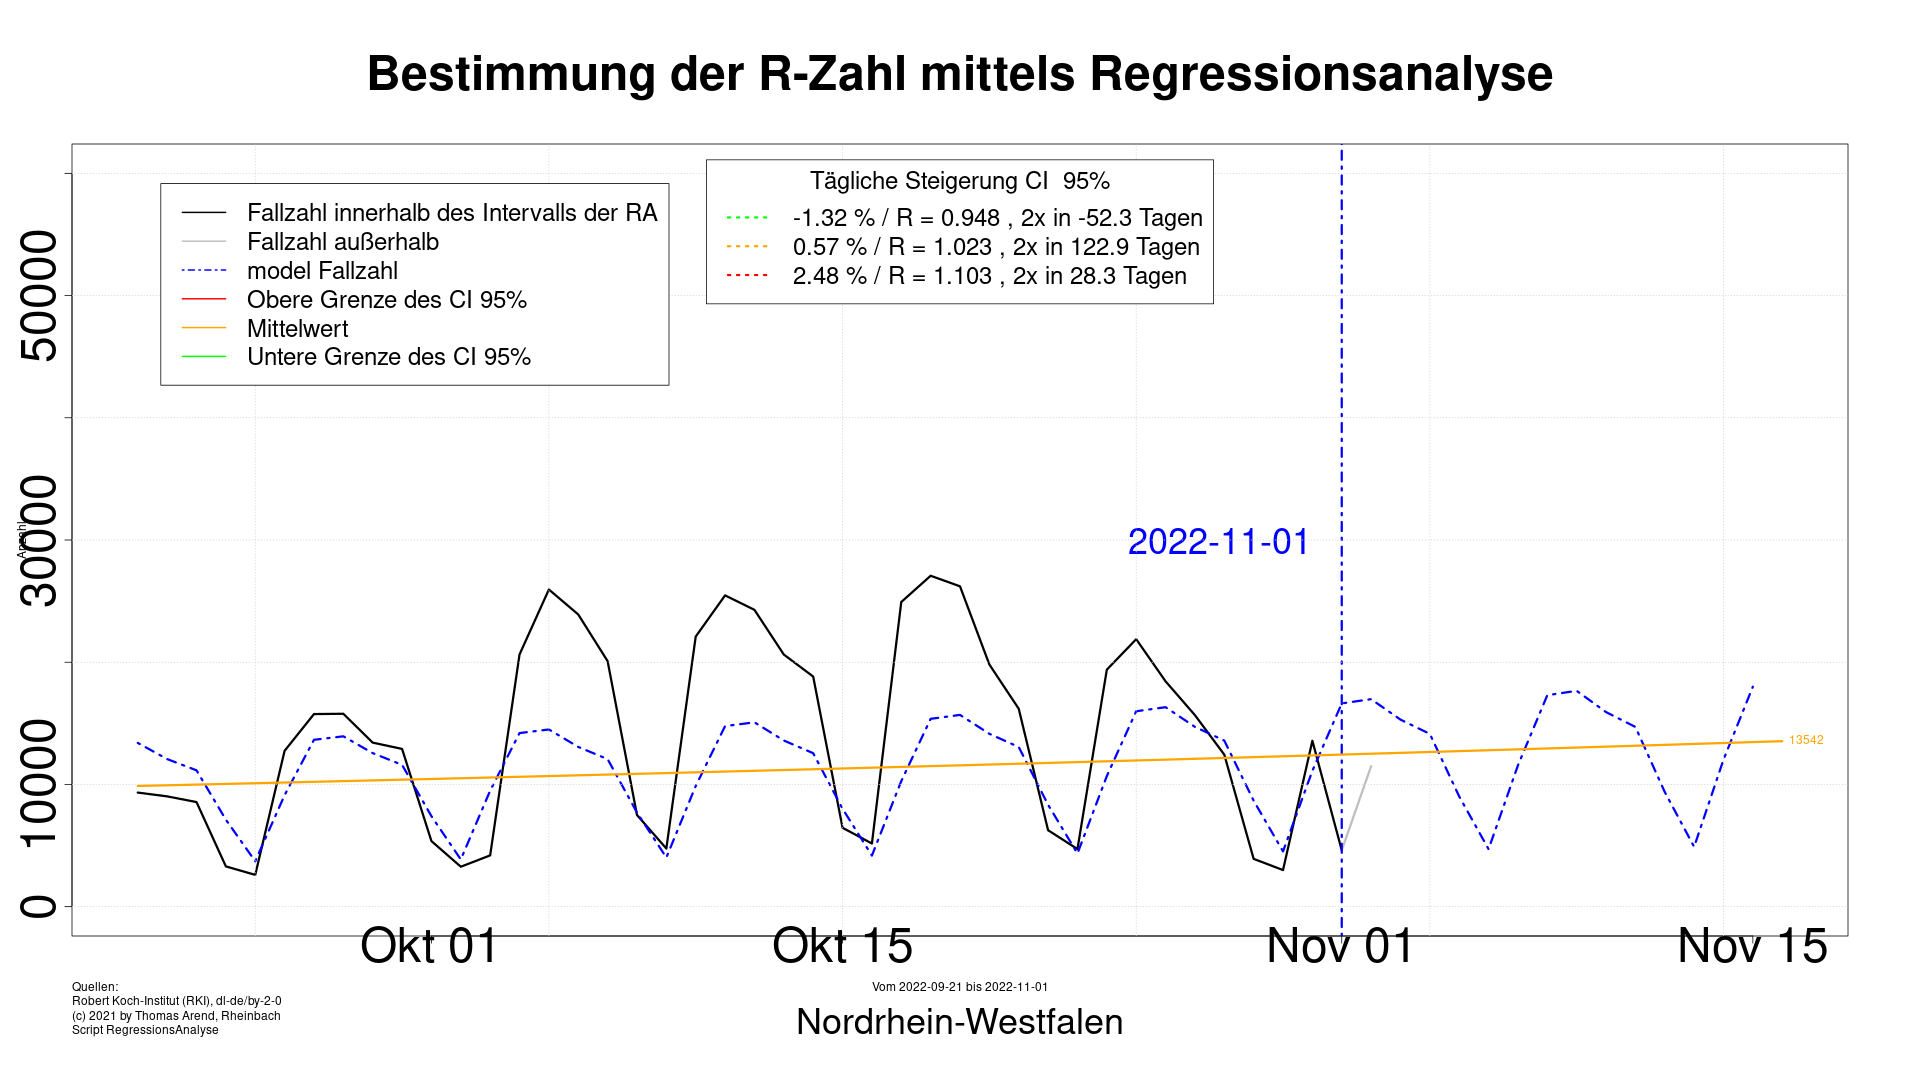 Bestimmung der R-Zahl mittels Regressionsanalyse
Fallzahl innerhalb des Intervalls der RA
Fallzahl außerhalb
model Fallzahl
Obere Grenze des CI 95%
Mittelwert
Untere Grenze des CI 95%
Tägliche Steigerung CI  95%
-1.32 % / R = 0.948 , 2x in -52.3 Tagen
0.57 % / R = 1.023 , 2x in 122.9 Tagen
2.48 % / R = 1.103 , 2x in 28.3 Tagen
50000
30000
10000
0
Anzahl
2022-11-01
13542
Okt 01
Okt 15
Nov 01
Nov 15
Quellen:
Robert Koch-Institut (RKI), dl-de/by-2-0
(c) 2021 by Thomas Arend, Rheinbach
Script RegressionsAnalyse
Vom 2022-09-21 bis 2022-11-01
Nordrhein-Westfalen